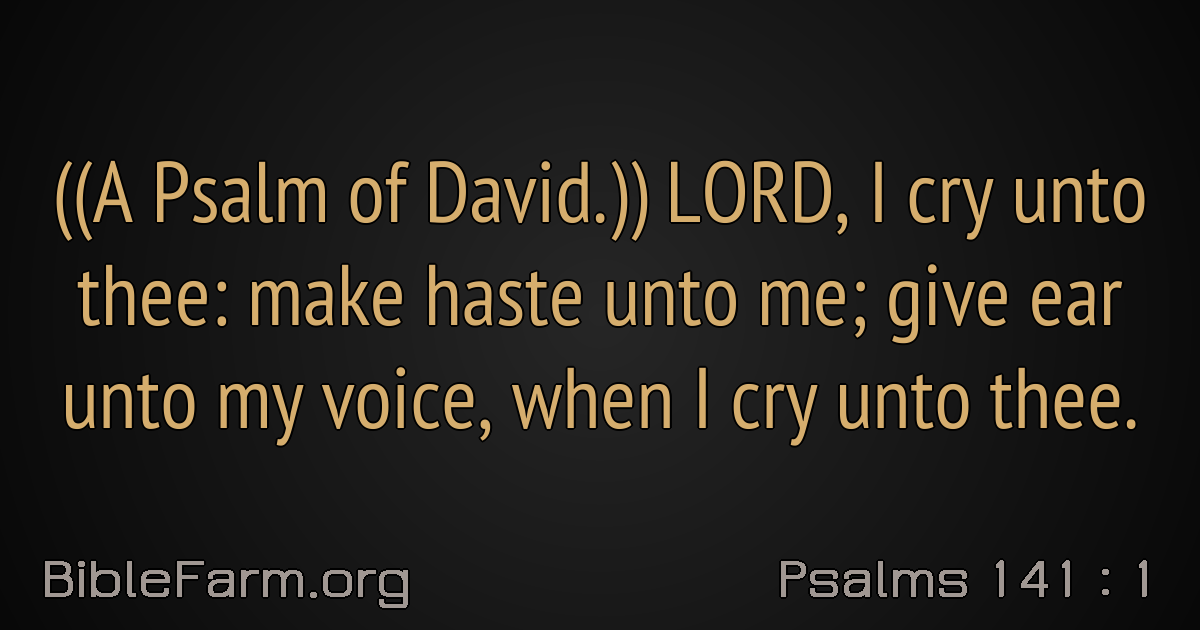 ((A Psalm of David.)) LORD, I cry unto
thee: make haste unto me; give ear
unto my voice, when I cry unto thee.
BibleFarm.org
Psalms 141 : 1